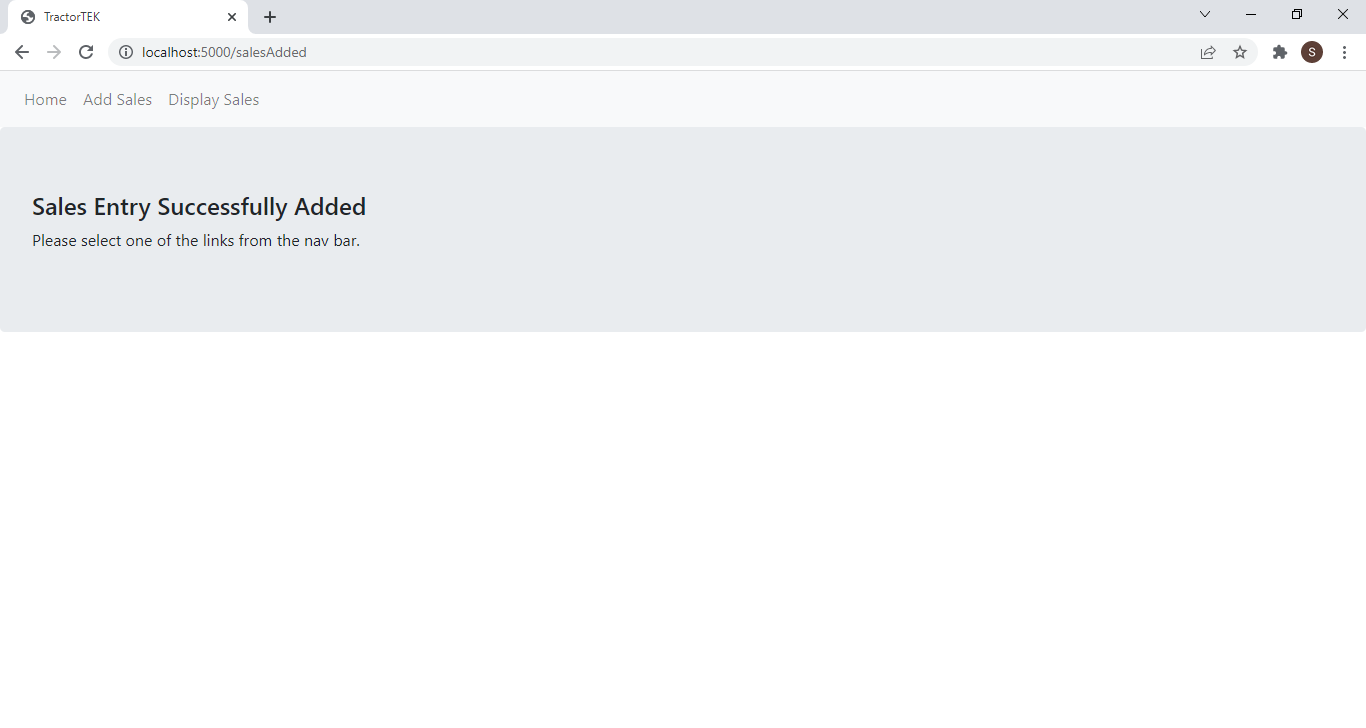 TractorTEK
localhost:5000/salesAdded
S
Home Add Sales Display Sales
Sales Entry Successfully Added
Please select one of the links from the nav bar.